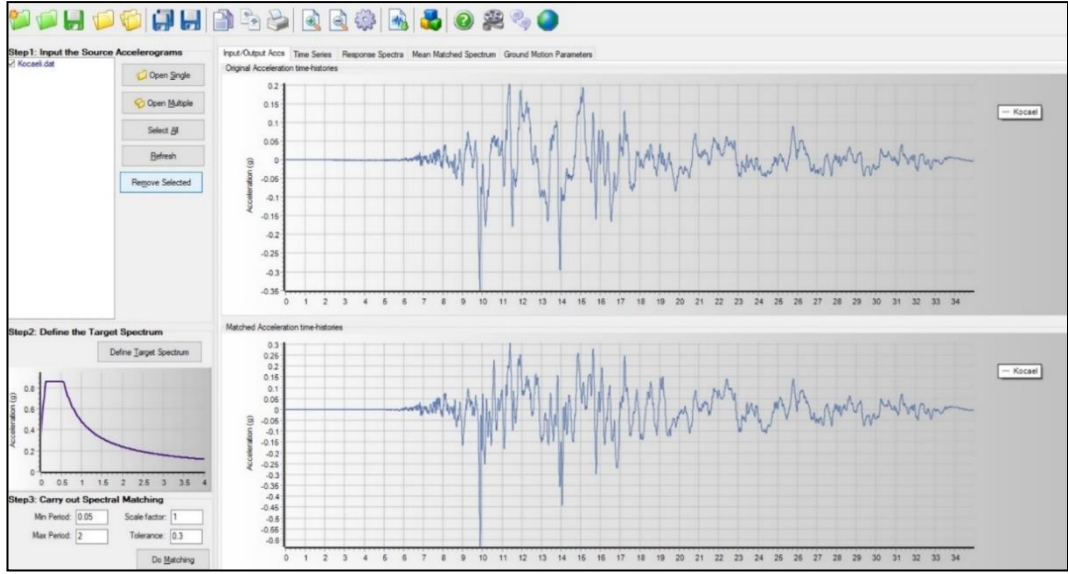 Step1: Input the Source Accelerograms
Kocaeli.dat
Open Single
Open Multiple
Select All
Refresh
Remove Selected
Step2: Define the Target Spectrum
Define Target Spectrum
Acceleration (g)
0.8
0.6
0.4
0.2
0
0 0.5 1 1.5 2 2.5 3 3.5 4
Step3: Carry out Spectral Matching
Min Period: 0.05 Scale factor: 1
Max Period: 2 Tolerance: 0.3
Do Matching
Input/Output Accs Time Series Response Spectra Mean Matched Spectrum Ground Motion Parameters
Original Acceleration time-histories
Kocael
Acceleration (g)
0.2
0.15
0.1
0.05
0
-0.05
-0.1
-0.15
-0.2
-0.25
-0.3
-0.35
0 1 2 3 4 5 6 7 8 9 10 11 12 13 14 15 16 17 18 19 20 21 22 23 24 25 26 27 28 29 30 31 32 33 34
Matched Acceleration time-histories
Kocael
Acceleration (g)
0.3
0.25
0.2
0.15
0.1
0.05
0
-0.05
-0.1
-0.15
-0.2
-0.25
-0.3
-0.35
-0.4
-0.45
-0.5
-0.55
-0.6
0 1 2 3 4 5 6 7 8 9 10 11 12 13 14 15 16 17 18 19 20 21 22 23 24 25 26 27 28 29 30 31 32 33 34